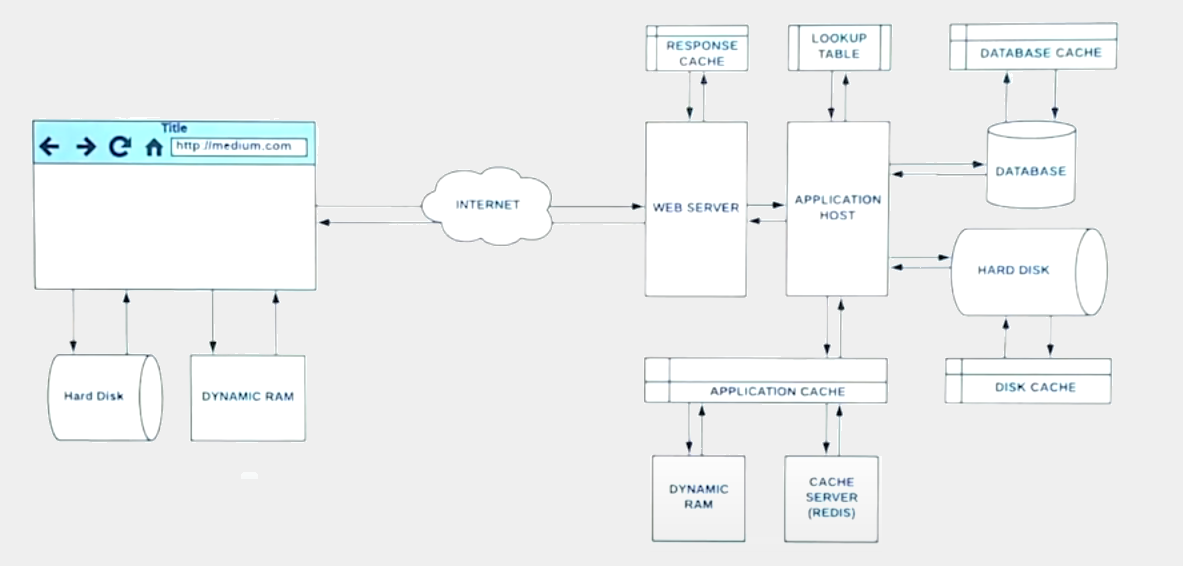 Title
http://medium.com
Hard Disk
DYNAMIC RAM
INTERNET
RESPONSE
CACHE
LOOKUP
TABLE
DATABASE CACHE
WEB SERVER
APPLICATION
HOST
DATABASE
HARD DISK
DISK CACHE
APPLICATION CACHE
DYNAMIC
RAM
CACHE
SERVER
(REDIS)